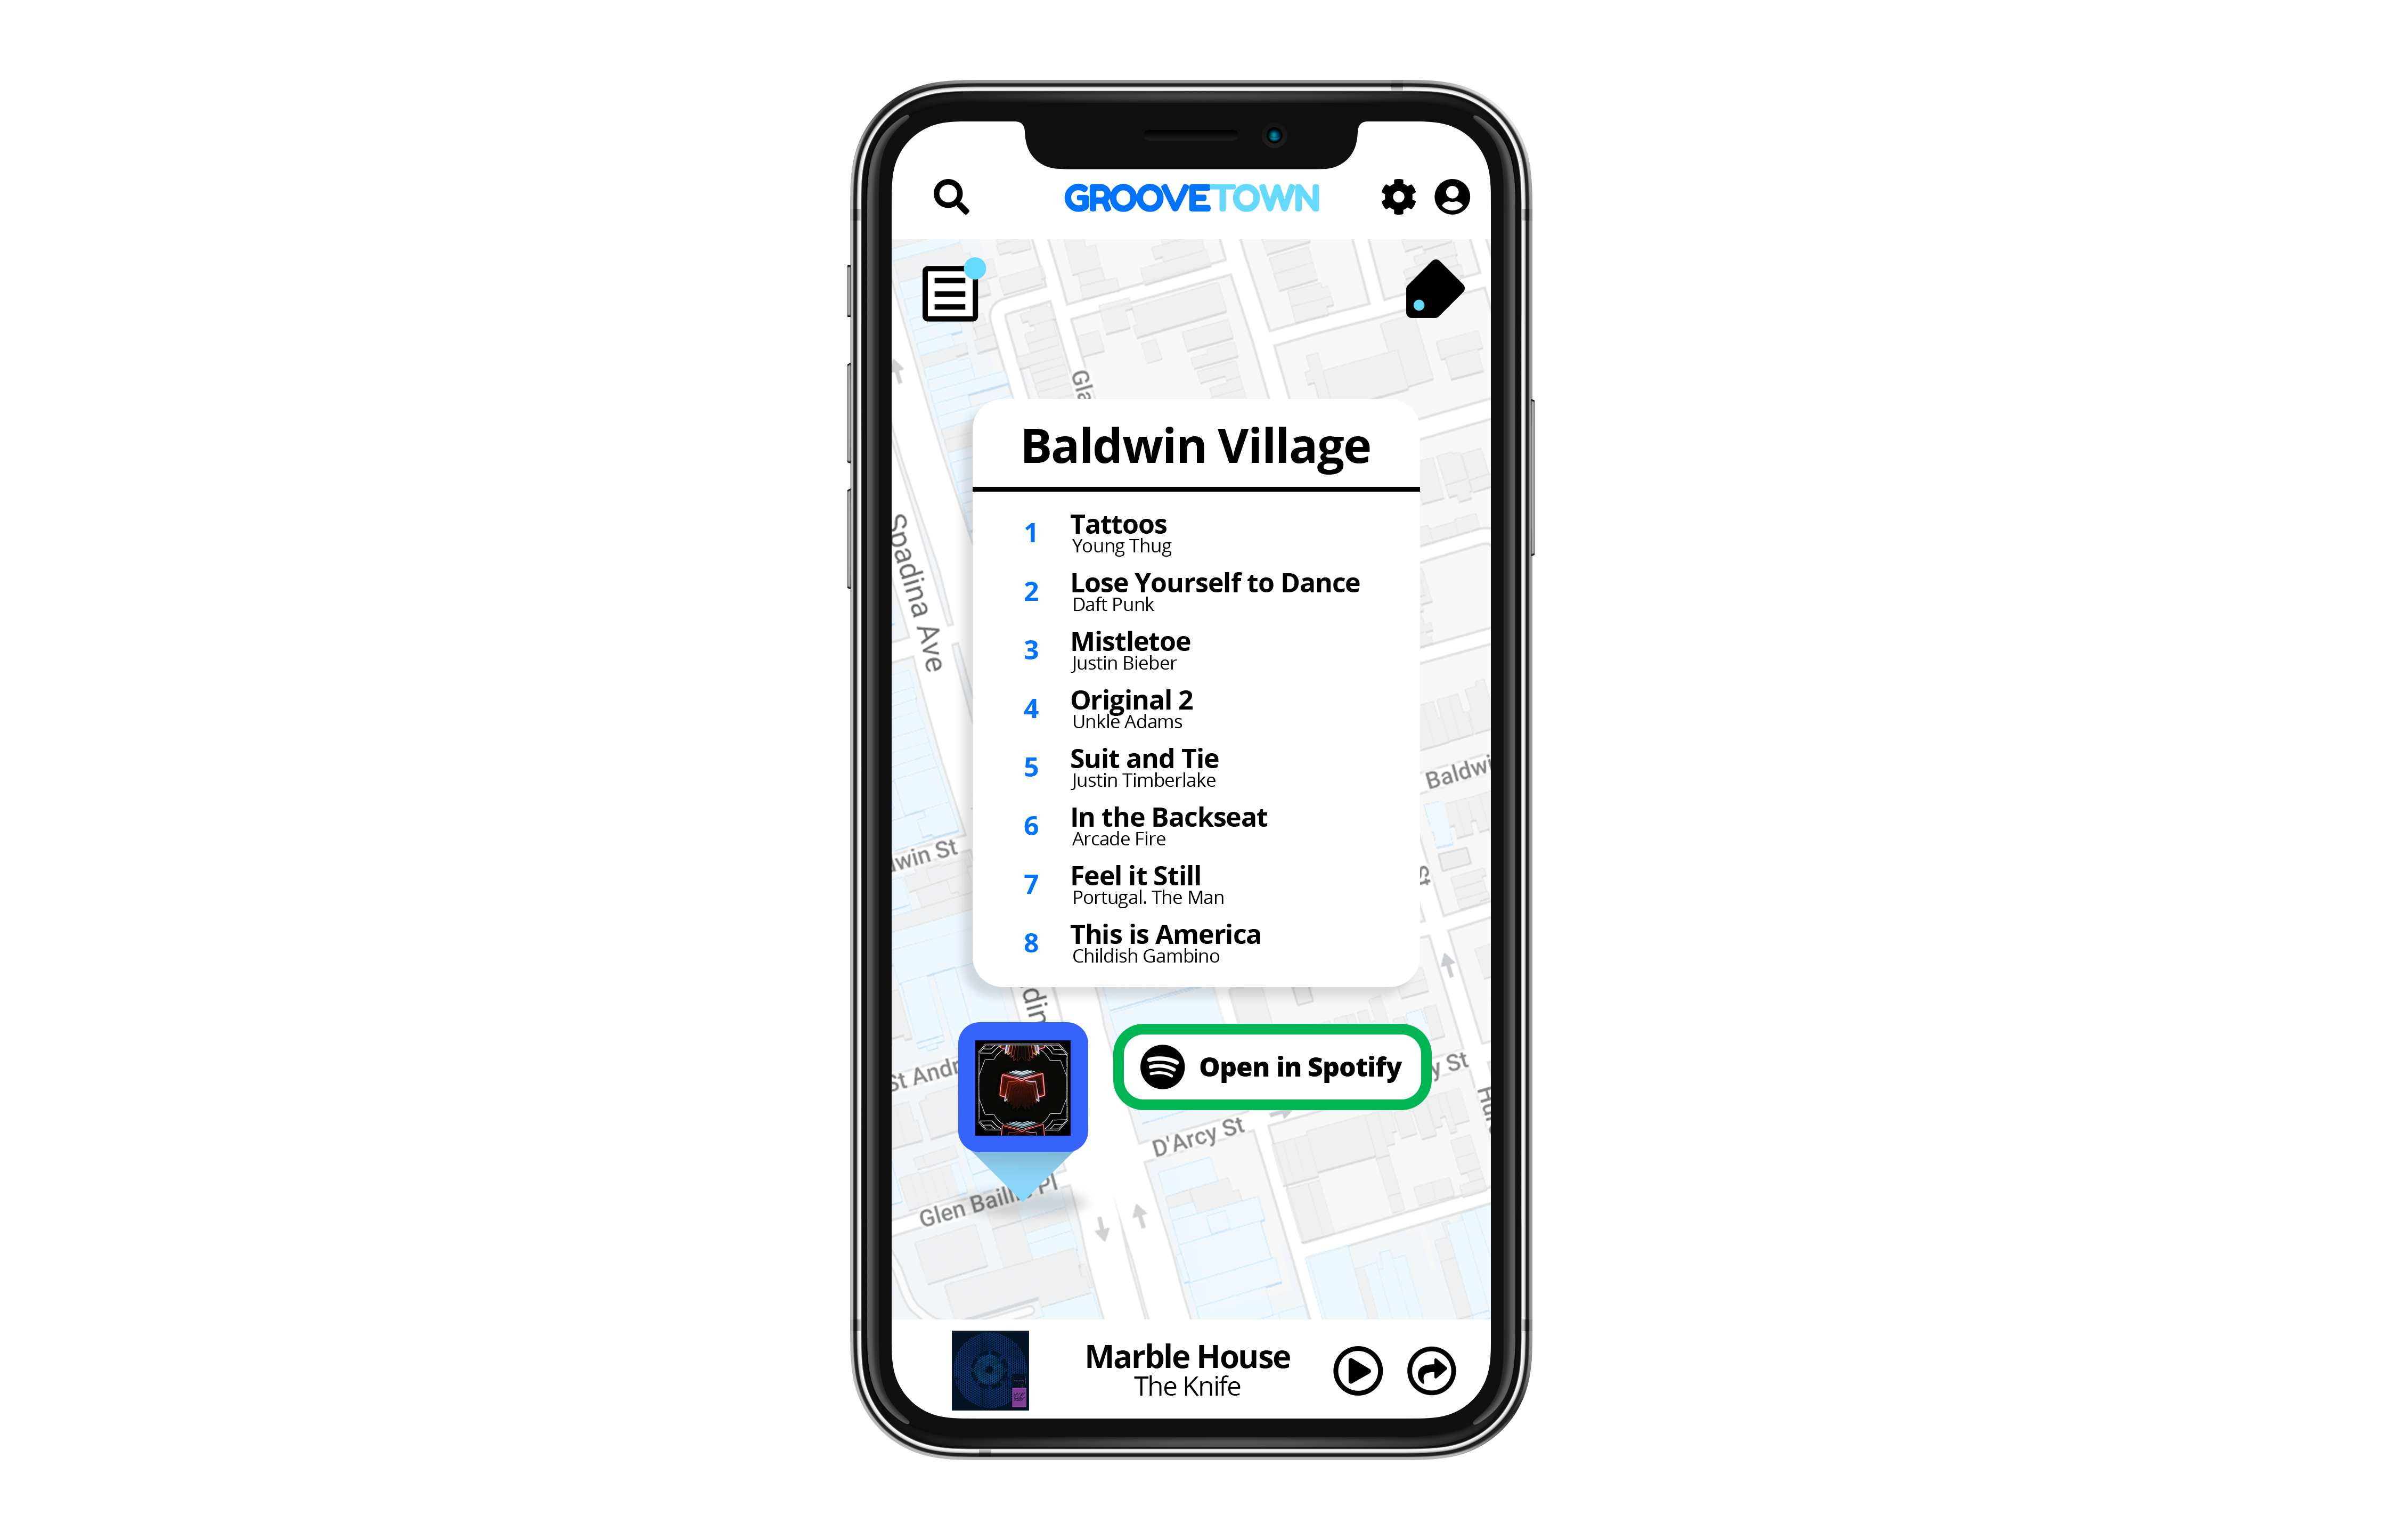 GROOVETOWN
Gla
Baldwin Village
1 Tattoos
Young Thug
2 Lose Yourself to Dance
Daft Punk
3 Mistletoe
Justin Bieber
4 Original 2
Unkle Adams
5 Suit and Tie
Justin Timberlake
6 In the Backseat
Arcade Fire
7 Feel it Still
Portugal. The Man
8 This is America
Childish Gambino
Spadina Ave
Baldwi
lwin St
St
din
St Andr
Open in Spotify
y St
D'Arcy St
Glen Baill Pl
Marble House
The Knife